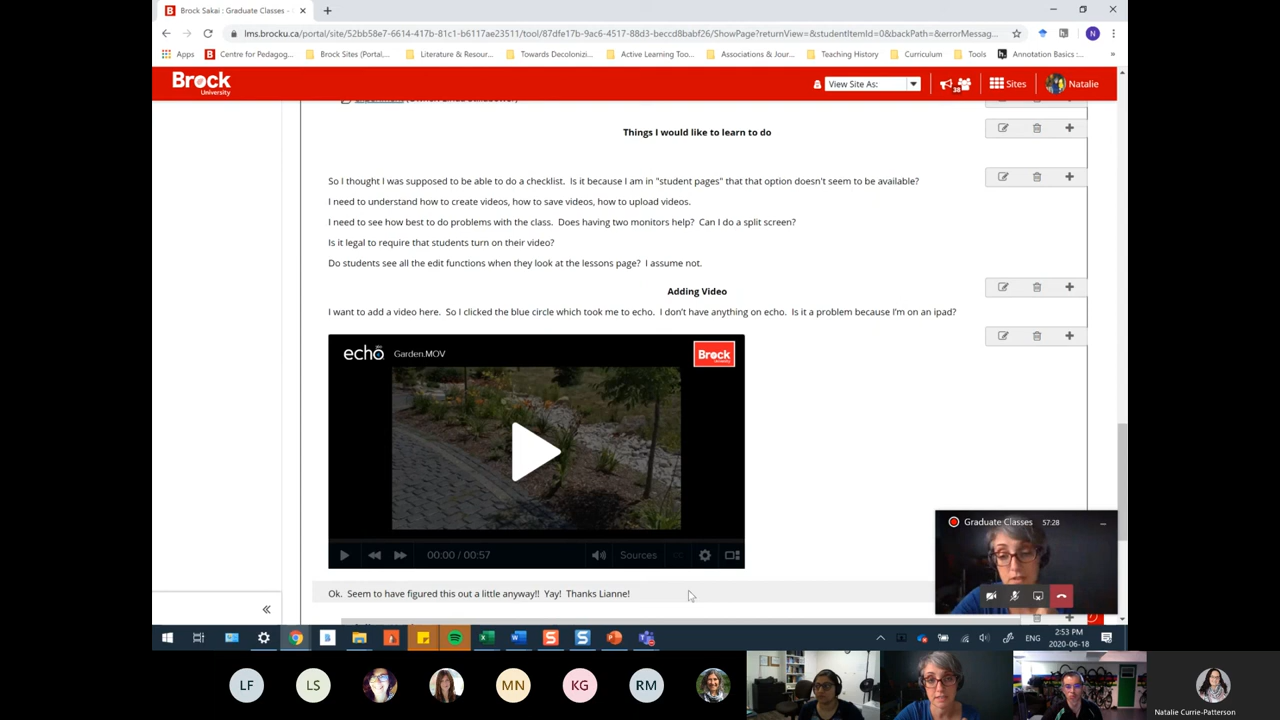 Brock Sakai : Graduate Classes -
lms.brocku.ca/portal/site/52bb58e7-6614-417b-81c1-b6117ae23511/tool/87dfe17b-9ac6-4517-88d3-beccd8babf26/ShowPage?returnView=&studentItemId=0&backPath=&errorMessag...
N
Apps
Centre for Pedagog...
Brock Sites (Portal,...
Literature & Resour...
Towards Decolonizi...
Active Learning Too...
Associations & Jour...
Teaching History
Curriculum
Tools
Annotation Basics :...
Brock University
View Site As:
38
Sites
Natalie
Things I would like to learn to do
So I thought I was supposed to be able to do a checklist. Is it because I am in "student pages" that that option doesn't seem to be available?
I need to understand how to create videos, how to save videos, how to upload videos.
I need to see how best to do problems with the class. Does having two monitors help? Can I do a split screen?
Is it legal to require that students turn on their video?
Do students see all the edit functions when they look at the lessons page? I assume not.
Adding Video
I want to add a video here. So I clicked the blue circle which took me to echo. I don't have anything on echo. Is it a problem because I'm on an ipad?
echo Garden.MOV
Brock University
00:00 / 00:57
Sources
Graduate Classes 57:28
Ok. Seem to have figured this out a little anyway!! Yay! Thanks Lianne!
ENG
2:53 PM
2020-06-18
LF
LS
MN
KG
RM
Natalie Currie-Patterson